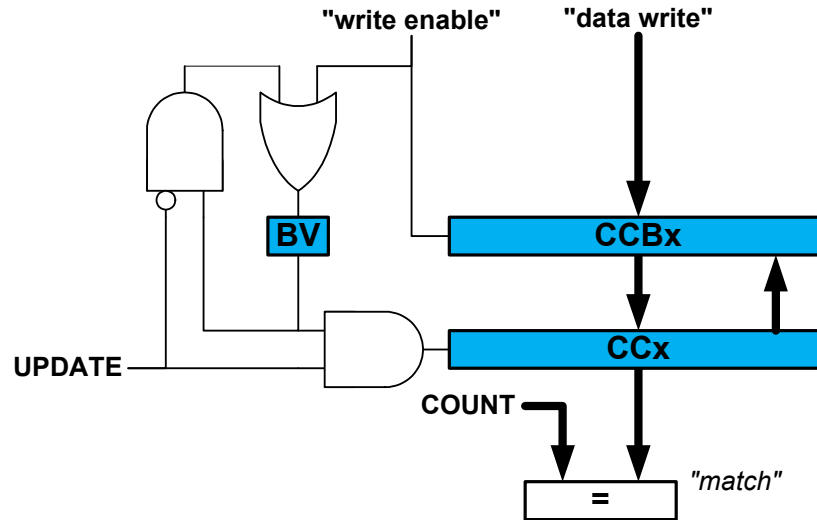 "write enable"
"data write"
BV
CCBx
CCx
UPDATE
COUNT
"match"
=